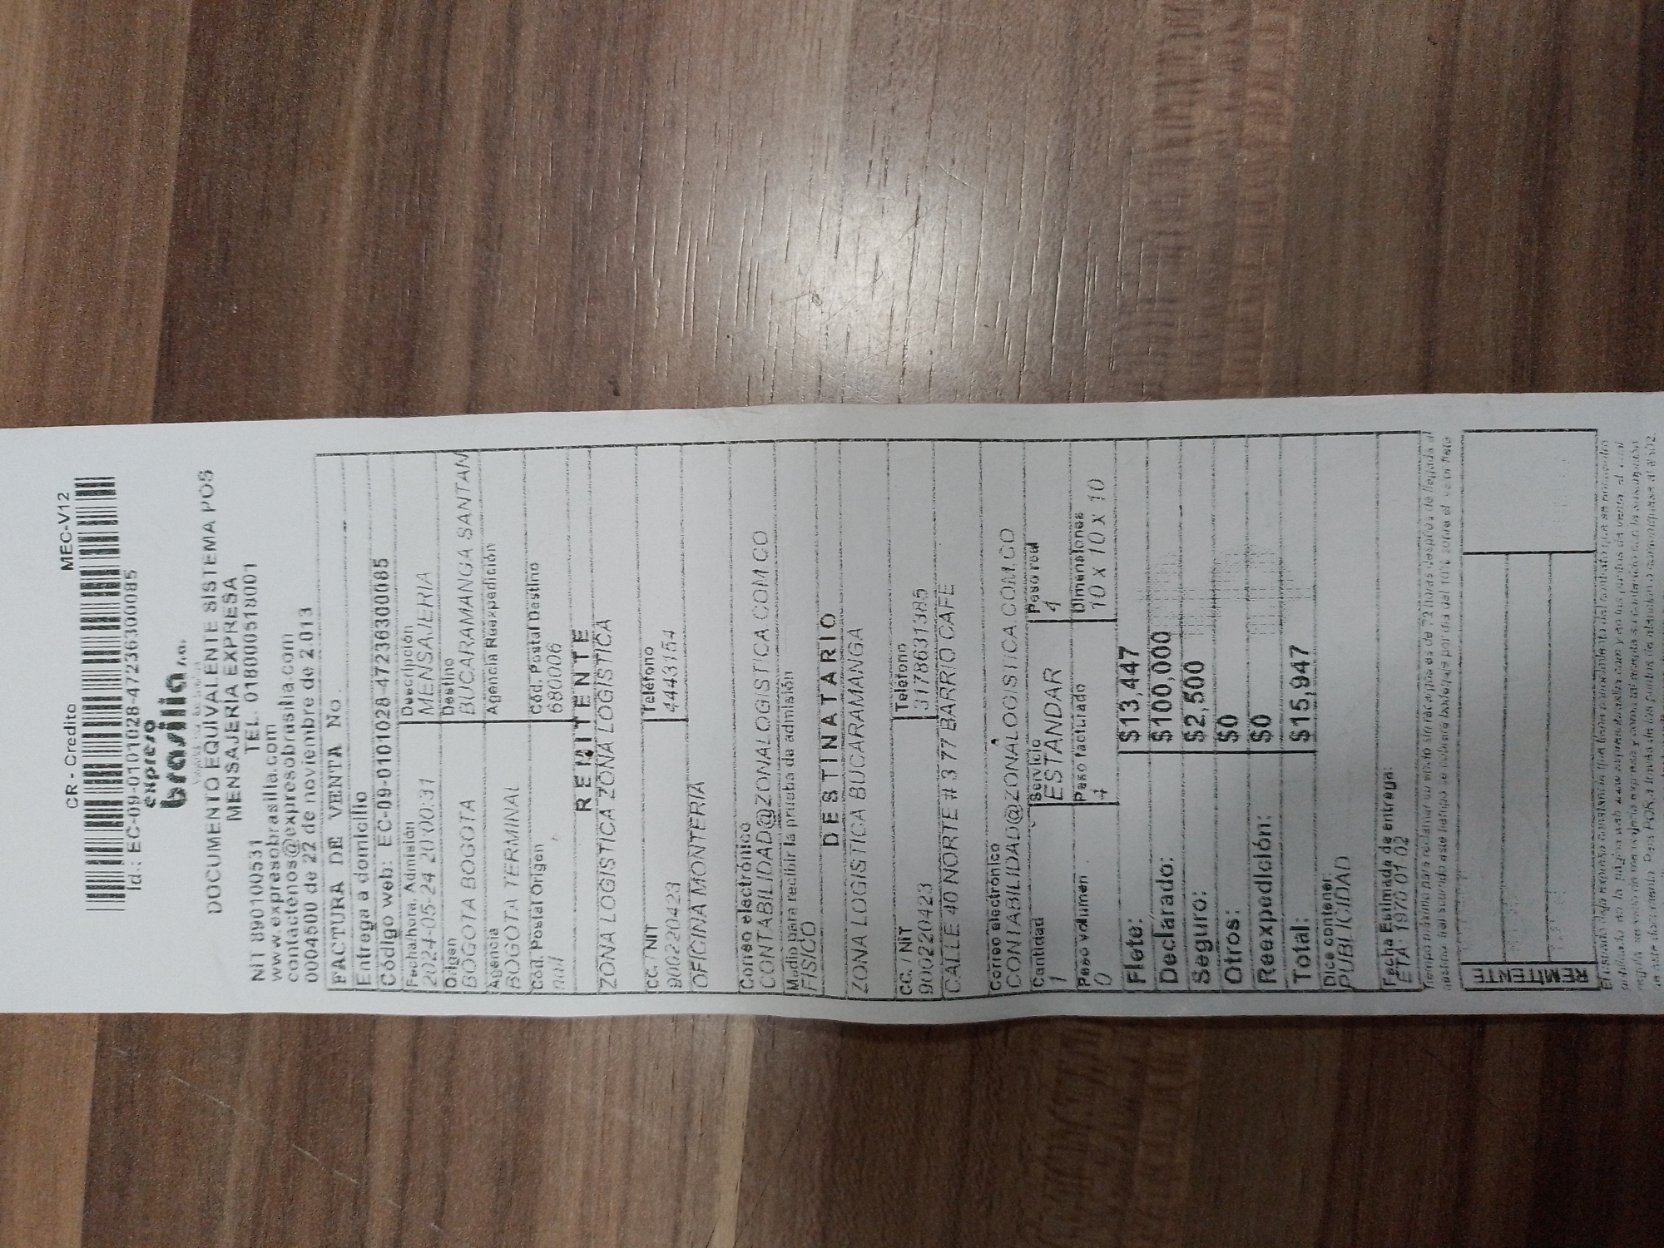 CR - Credito MEC-V12
Id.: EC-09-0101028-47236300085
expreso
brasilia s.a.
DOCUMENTO EQUIVALENTE SISTEMA POS
MENSAJERIA EXPRESA
NIT 890100531 TEL. 018000518001
www.expresobrasilia.com
contactenos@expresobrasilia.com
0004500 de 22 de noviembre de 2.013
FACTURA DE VENTA No.
Entrega a domicilio
Código web: EC-09-0101028-47236300085
Fecha/hora. Admisión Descripción
2024-05-24 20:00:31 MENSAJERIA
Origen Destino
BOGOTA BOGOTA BUCARAMANGA SANTAN
Agencia Agencia Reexpedición
BOGOTA TERMINAL
Cód. Postal Origen Cód. Postal Destino
null 680006
REMITENTE
ZONA LOGISTICA ZONA LOGISTICA
CC. / NIT Teléfono
900220423 4443154
OFICINA MONTERIA
Correo electrónico
CONTABILIDAD@ZONALOGISTICA.COM.CO
Medio para recibir la prueba de admisión
FISICO
DESTINATARIO
ZONA LOGISTICA BUCARAMANGA
CC. / NIT Teléfono
900220423 3178631385
CALLE 40 NORTE # 3 77 BARRIO CAFE
Correo electrónico
CONTABILIDAD@ZONALOGISTICA.COM.CO
Cantidad Servicio Peso real
1 ESTANDAR 4
Peso volumen Peso facturado Dimensiones
0 4 10 x 10 x 10
Flete: $13,447
Declarado: $100,000
Seguro: $2,500
Otros: $0
Reexpedición: $0
Total: $15,947
Dice contener:
PUBLICIDAD
Fecha Estimada de entrega:
ETA 1970 01 02
REMITENTE